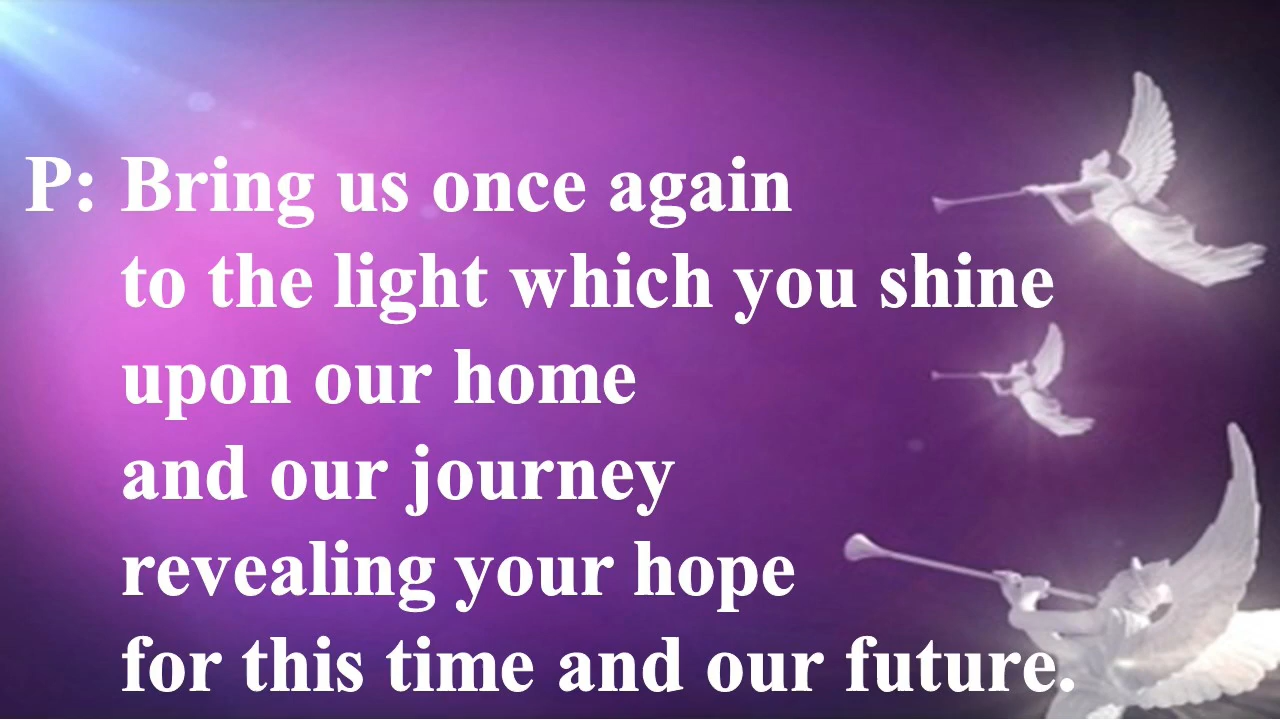 P: Bring us once again
to the light which you shine
upon our home
and our journey
revealing your hope
for this time and our future.